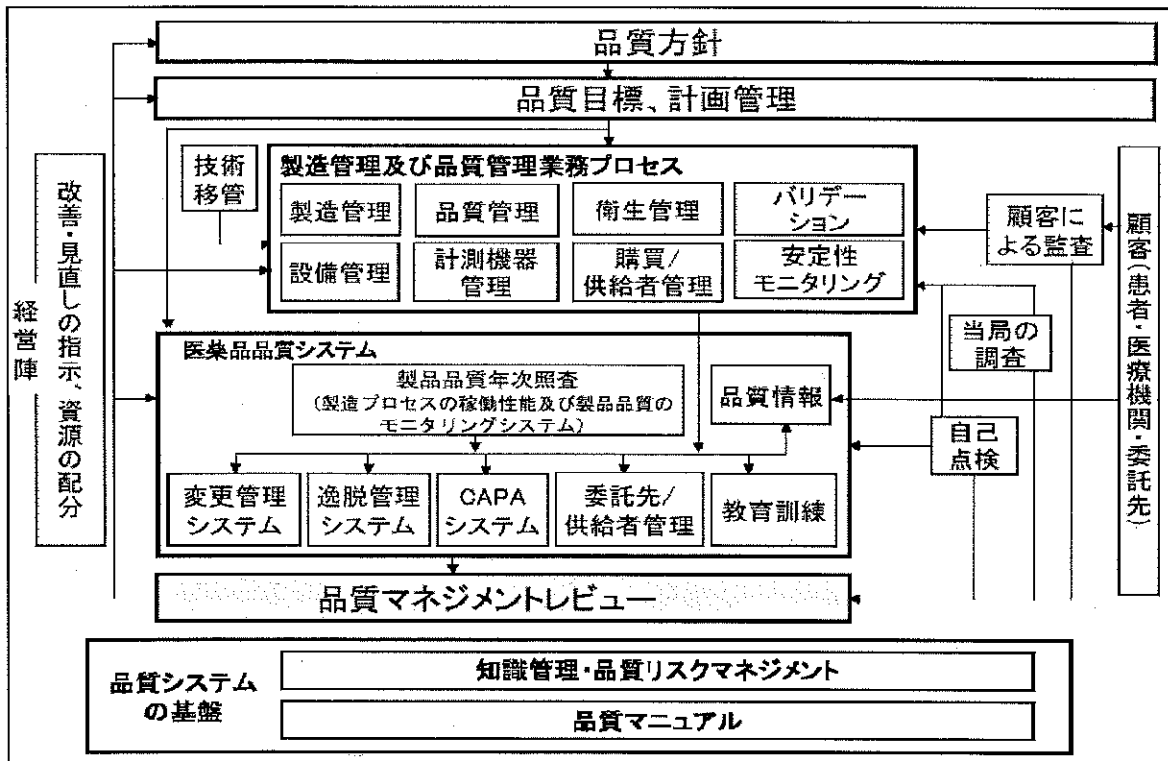 品質方針
品質目標、計画管理
技術
移管
製造管理及び品質管理業務プロセス
製造管理
品質管理
衛生管理
バリデー
ション
設備管理
計測機器
管理
購買/
供給者管理
安定性
モニタリング
顧客に
よる監査
顧客(患者・医療機関・委託先)
経営陣
改善・見直しの指示、資源の配分
当局の
調査
医薬品品質システム
製品品質年次照査
(製造プロセスの稼働性能及び製品品質の
モニタリングシステム)
品質情報
自己
点検
変更管理
システム
逸脱管理
システム
CAPA
システム
委託先/
供給者管理
教育訓練
品質マネジメントレビュー
品質システム
の基盤
知識管理・品質リスクマネジメント
品質マニュアル